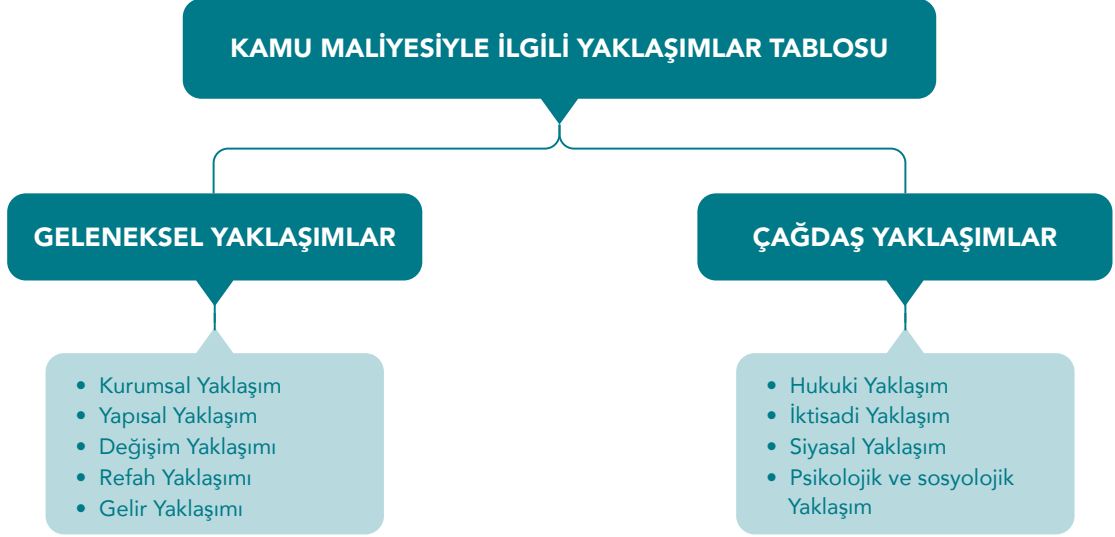 KAMU MALİYESİYLE İLGİLİ YAKLAŞIMLAR TABLOSU
GELENEKSEL YAKLAŞIMLAR
• Kurumsal Yaklaşım
• Yapısal Yaklaşım
• Değişim Yaklaşımı
• Refah Yaklaşımı
• Gelir Yaklaşımı
ÇAĞDAŞ YAKLAŞIMLAR
• Hukuki Yaklaşım
• İktisadi Yaklaşım
• Siyasal Yaklaşım
• Psikolojik ve sosyolojik
Yaklaşım